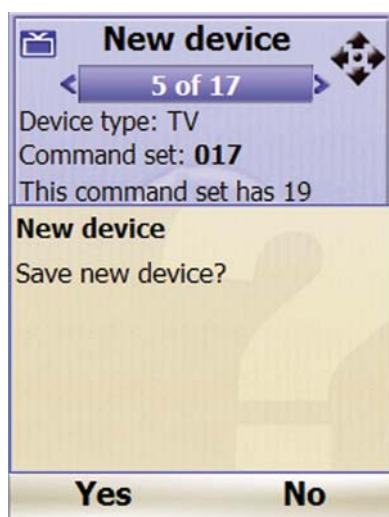 New device
5 of 17
Device type: TV
Command set: 017
This command set has 19
New device
Save new device?
Yes No